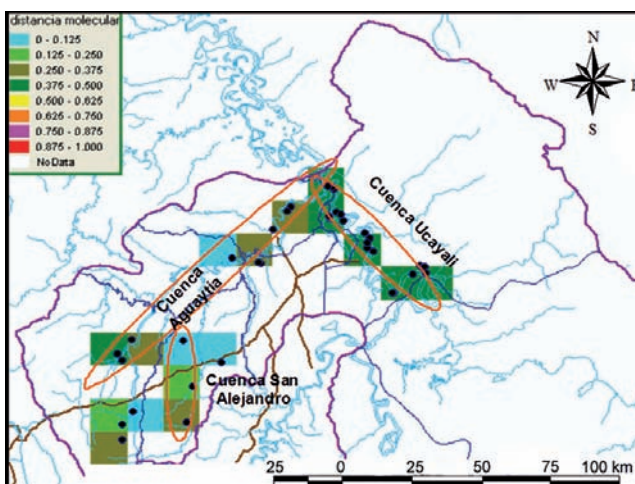 distancia molecular
0 - 0.125
0.125 - 0.250
0.250 - 0.375
0.375 - 0.500
0.500 - 0.625
0.625 - 0.750
0.750 - 0.875
0.875 - 1.000
No Data
N
W
E
S
Cuenca Ucayali
Cuenca
Aguaytia
Cuenca San
Alejandro
25 0 25 50 75 100 km